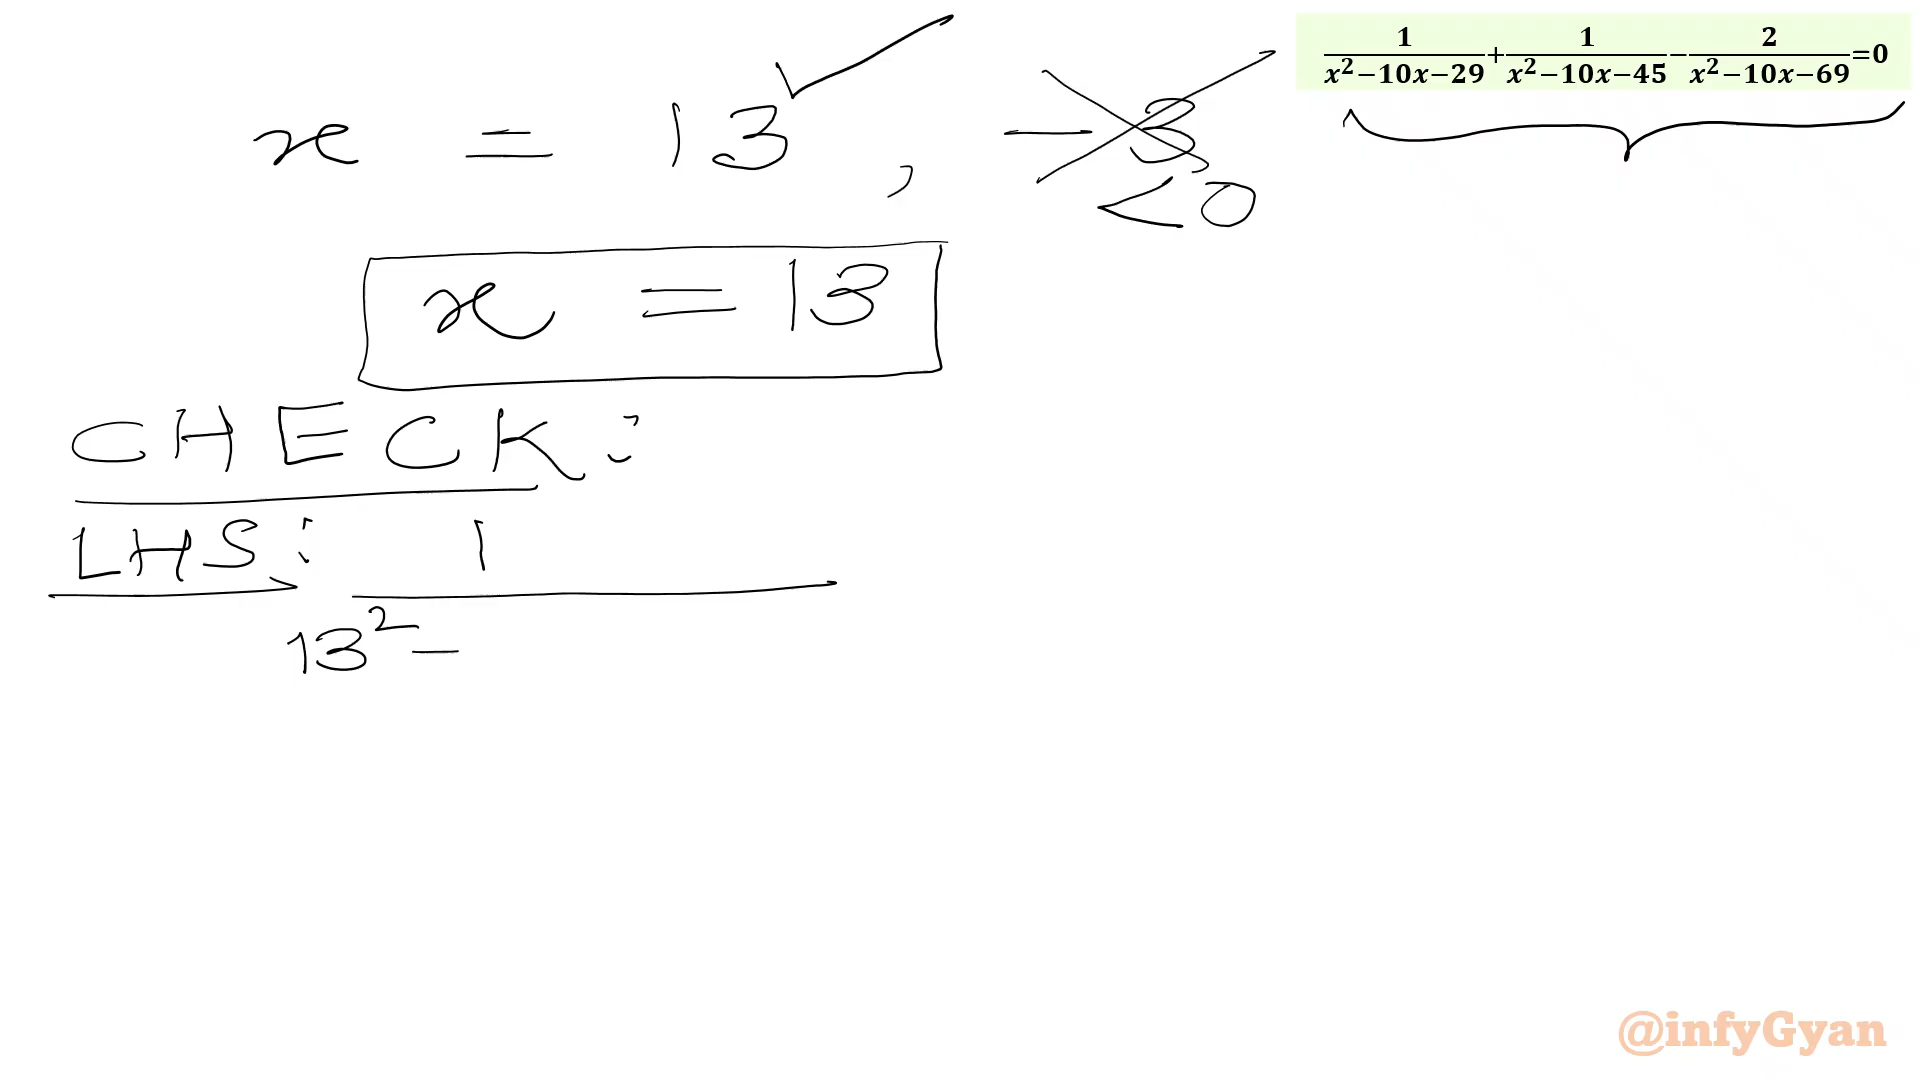 1/(x²−10x−29)+1/(x²−10x−45)−2/(x²−10x−69)=0
x = 13 , −3
<0
x = 13
CHECK:
LHS: 1
13² −
@infyGyan